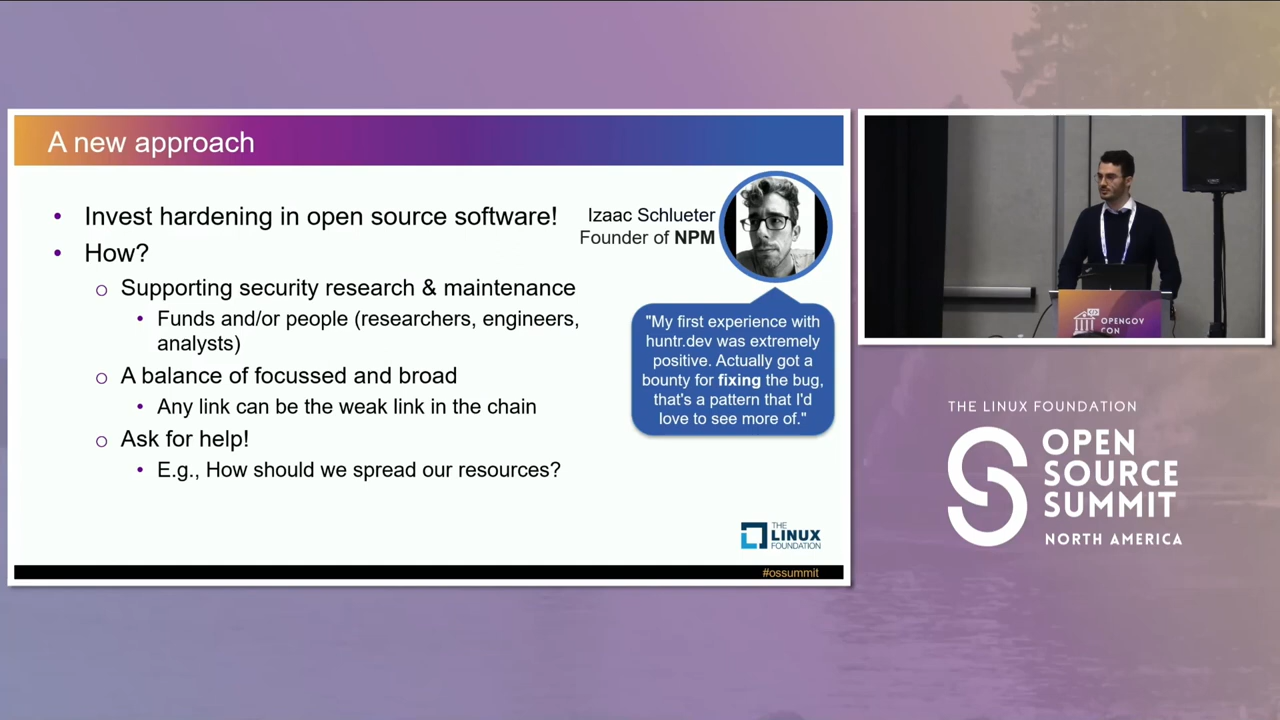 A new approach
• Invest hardening in open source software!
• How?
o Supporting security research & maintenance
• Funds and/or people (researchers, engineers,
analysts)
o A balance of focussed and broad
• Any link can be the weak link in the chain
o Ask for help!
• E.g., How should we spread our resources?
Izaac Schlueter
Founder of NPM
"My first experience with
huntr.dev was extremely
positive. Actually got a
bounty for fixing the bug,
that's a pattern that I'd
love to see more of."
THE
LINUX
FOUNDATION
#ossummit
OPENGOV
CON
THE LINUX FOUNDATION
OPEN
SOURCE
SUMMIT
NORTH AMERICA